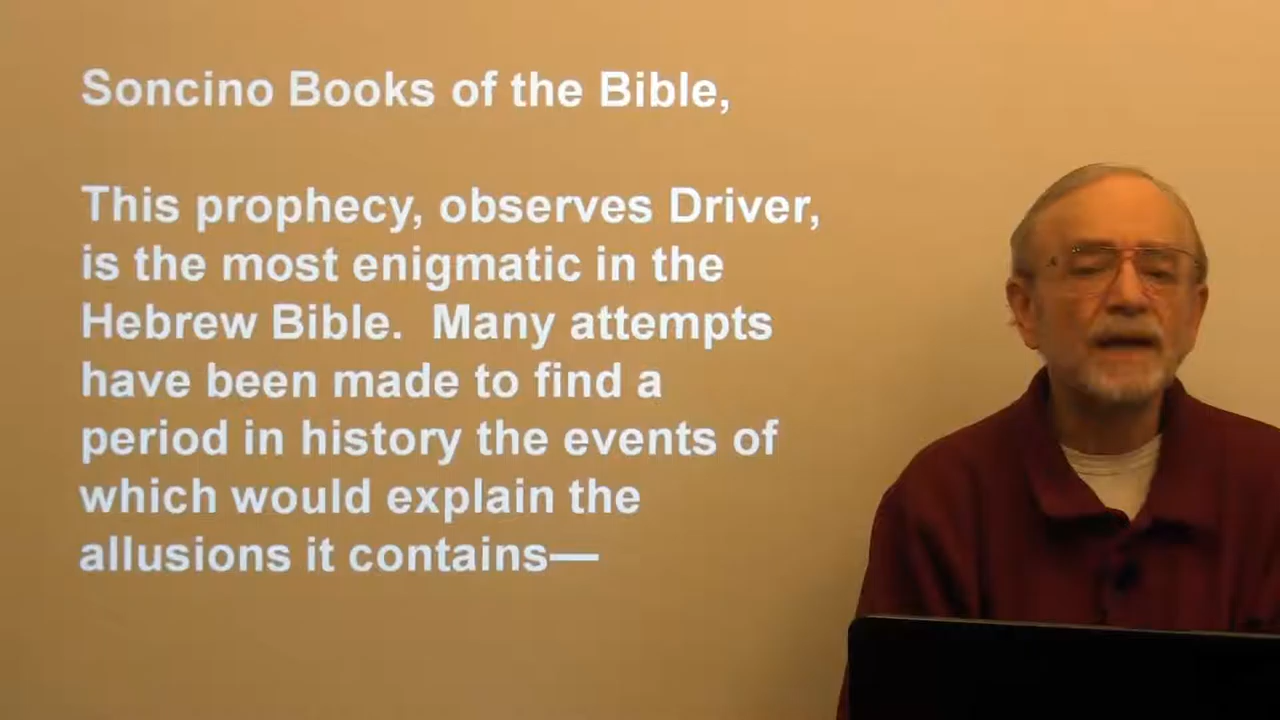 Soncino Books of the Bible,
This prophecy, observes Driver,
is the most enigmatic in the
Hebrew Bible.  Many attempts
have been made to find a
period in history the events of
which would explain the
allusions it contains—